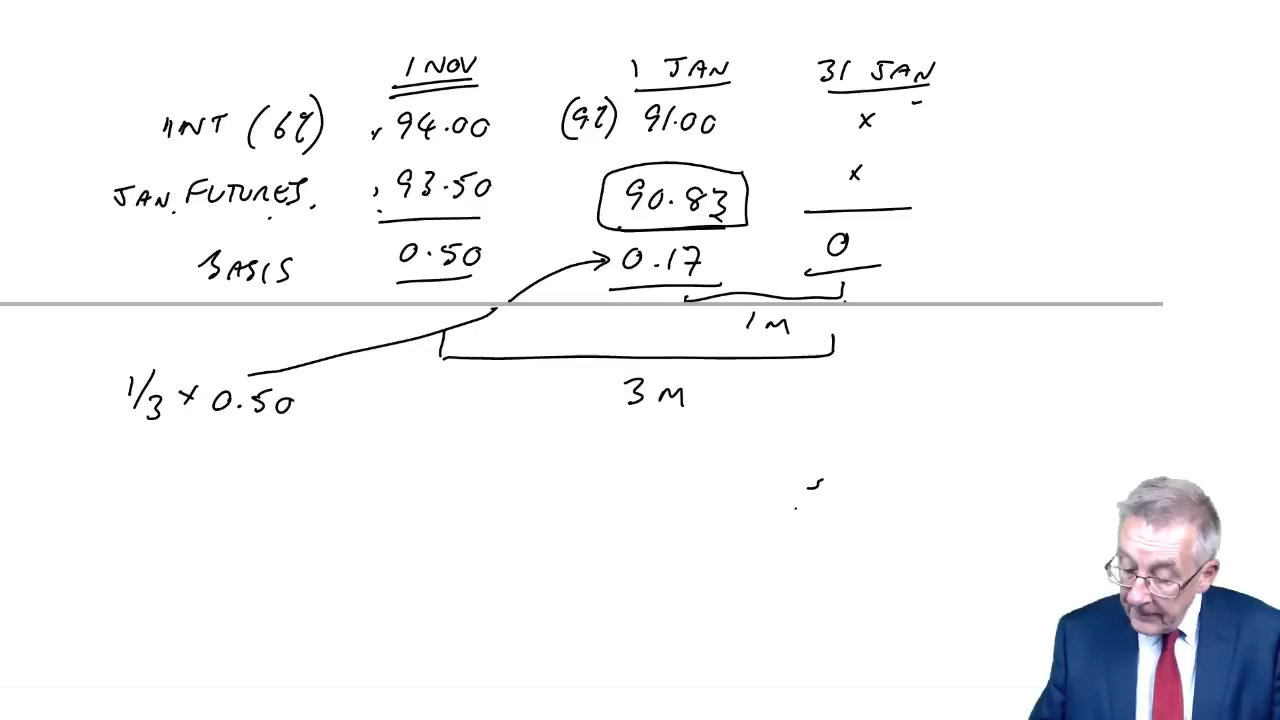 1 NOV 1 JAN 31 JAN
INT (6%) 94.00 (9%) 91.00 x
JAN. FUTURES. 93.50 90.83 x
BASIS 0.50 0.17 0
1 M
1/3 x 0.50 3 M